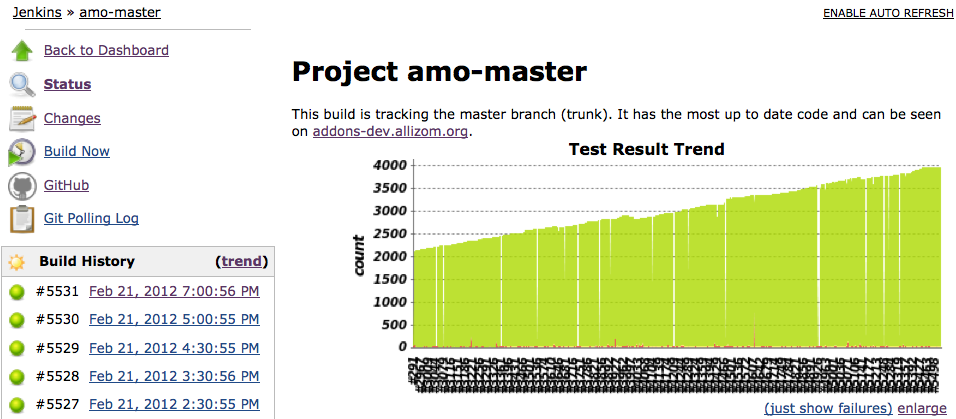 Jenkins » amo-master
ENABLE AUTO REFRESH
Back to Dashboard
Status
Changes
Build Now
GitHub
Git Polling Log
Build History (trend)
#5531 Feb 21, 2012 7:00:56 PM
#5530 Feb 21, 2012 5:00:55 PM
#5529 Feb 21, 2012 4:30:55 PM
#5528 Feb 21, 2012 3:30:56 PM
#5527 Feb 21, 2012 2:30:55 PM
Project amo-master
This build is tracking the master branch (trunk). It has the most up to date code and can be seen
on addons-dev.allizom.org.
Test Result Trend
count
4000
3500
3000
2500
2000
1500
1000
500
0
(just show failures) enlarge